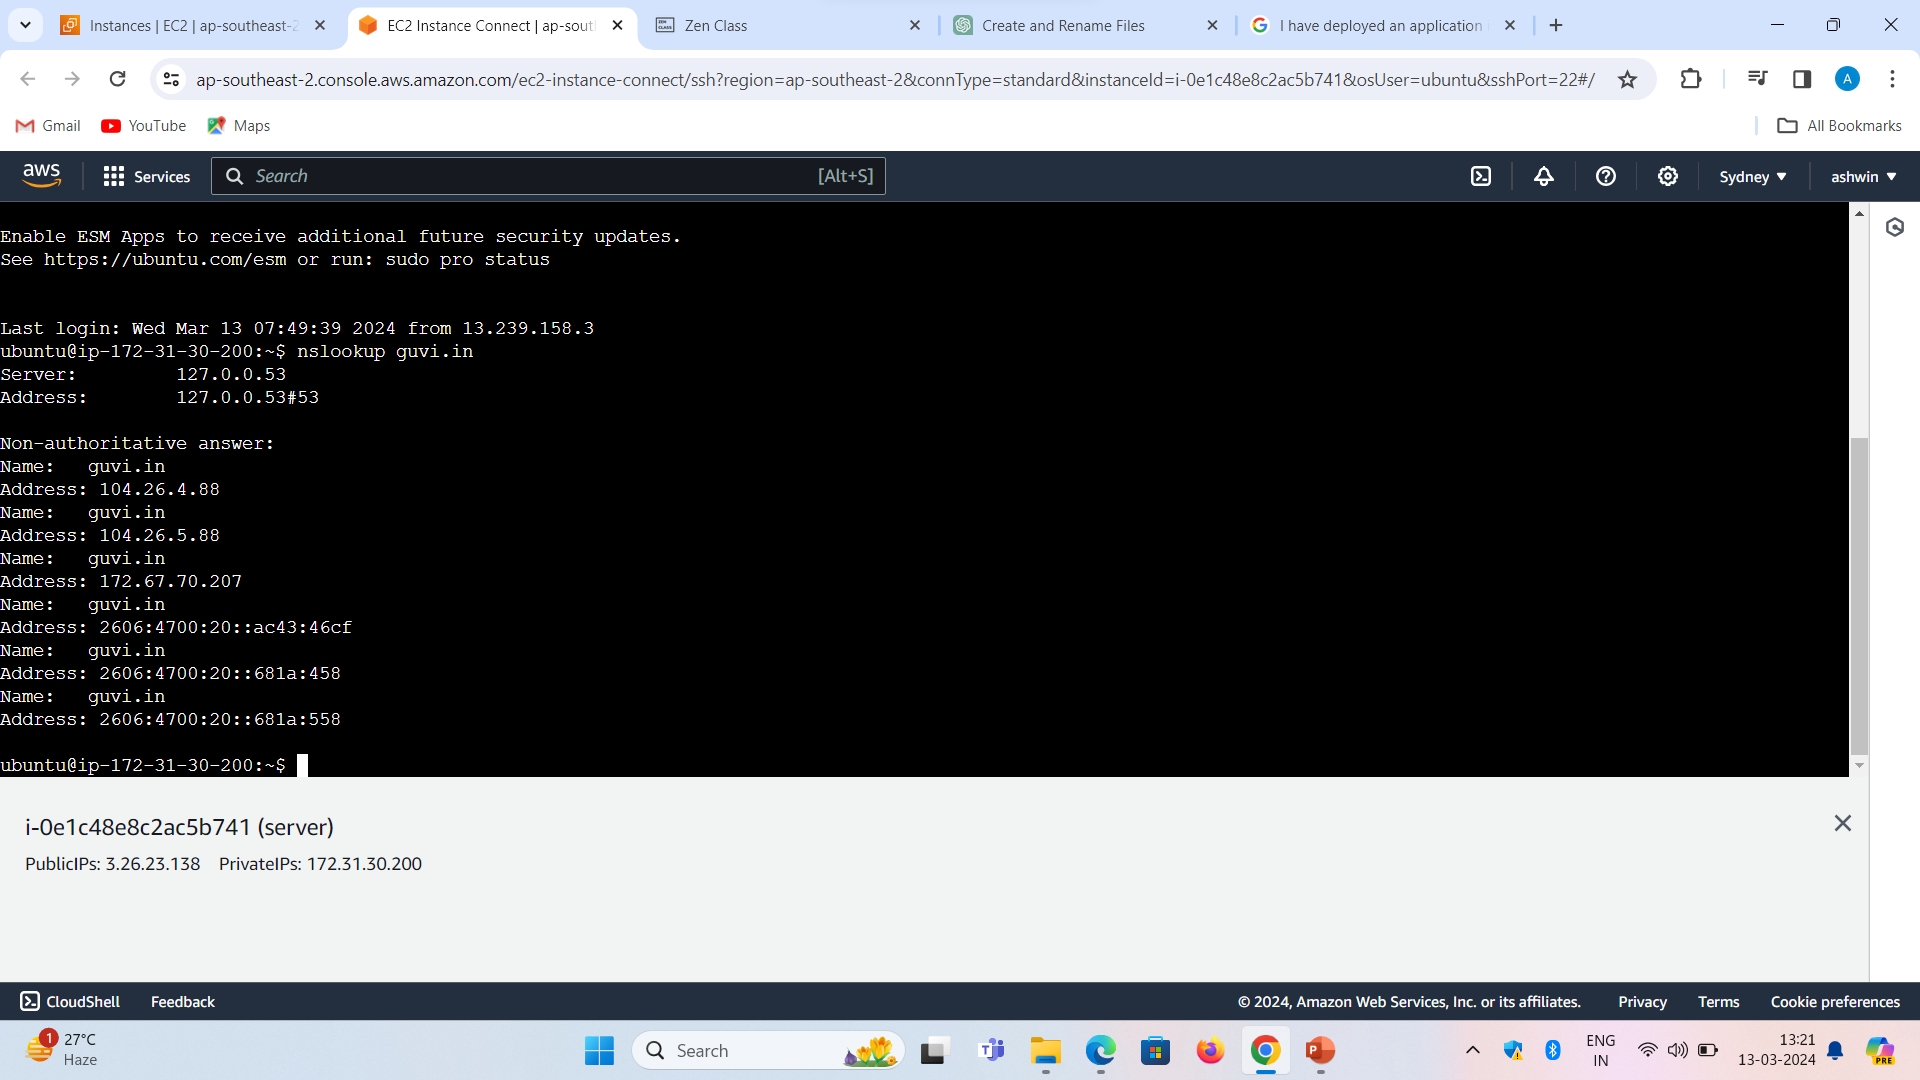 Instances | EC2 | ap-southeast-2
EC2 Instance Connect | ap-sout
Zen Class
Create and Rename Files
I have deployed an application
ap-southeast-2.console.aws.amazon.com/ec2-instance-connect/ssh?region=ap-southeast-2&connType=standard&instanceId=i-0e1c48e8c2ac5b741&osUser=ubuntu&sshPort=22#/
A
Gmail
YouTube
Maps
All Bookmarks
aws
Services
Search
[Alt+S]
Sydney
ashwin
Enable ESM Apps to receive additional future security updates.
See https://ubuntu.com/esm or run: sudo pro status
Last login: Wed Mar 13 07:49:39 2024 from 13.239.158.3
ubuntu@ip-172-31-30-200:~$ nslookup guvi.in
Server: 127.0.0.53
Address: 127.0.0.53#53
Non-authoritative answer:
Name: guvi.in
Address: 104.26.4.88
Name: guvi.in
Address: 104.26.5.88
Name: guvi.in
Address: 172.67.70.207
Name: guvi.in
Address: 2606:4700:20::ac43:46cf
Name: guvi.in
Address: 2606:4700:20::681a:458
Name: guvi.in
Address: 2606:4700:20::681a:558
ubuntu@ip-172-31-30-200:~$
i-0e1c48e8c2ac5b741 (server)
PublicIPs: 3.26.23.138 PrivateIPs: 172.31.30.200
CloudShell
Feedback
© 2024, Amazon Web Services, Inc. or its affiliates.
Privacy
Terms
Cookie preferences
1
27°C
Haze
Search
ENG
IN
13:21
13-03-2024
PRE